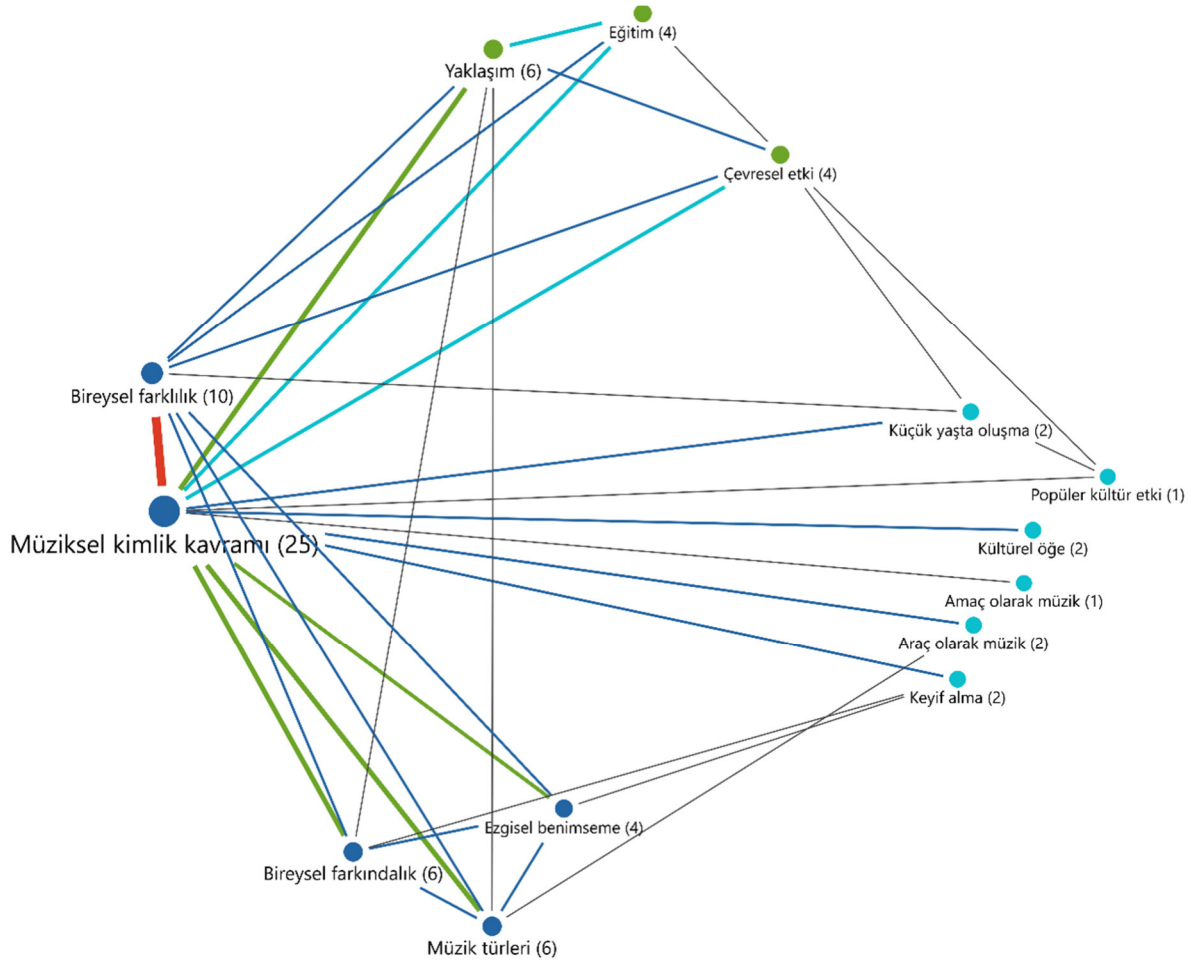 Eğitim (4)
Yaklaşım (6)
Çevresel etki (4)
Bireysel farklılık (10)
Küçük yaşta oluşma (2)
Popüler kültür etki (1)
Müziksel kimlik kavramı (25)
Kültürel öğe (2)
Amaç olarak müzik (1)
Araç olarak müzik (2)
Keyif alma (2)
Ezgisel benimseme (4)
Bireysel farkındalık (6)
Müzik türleri (6)